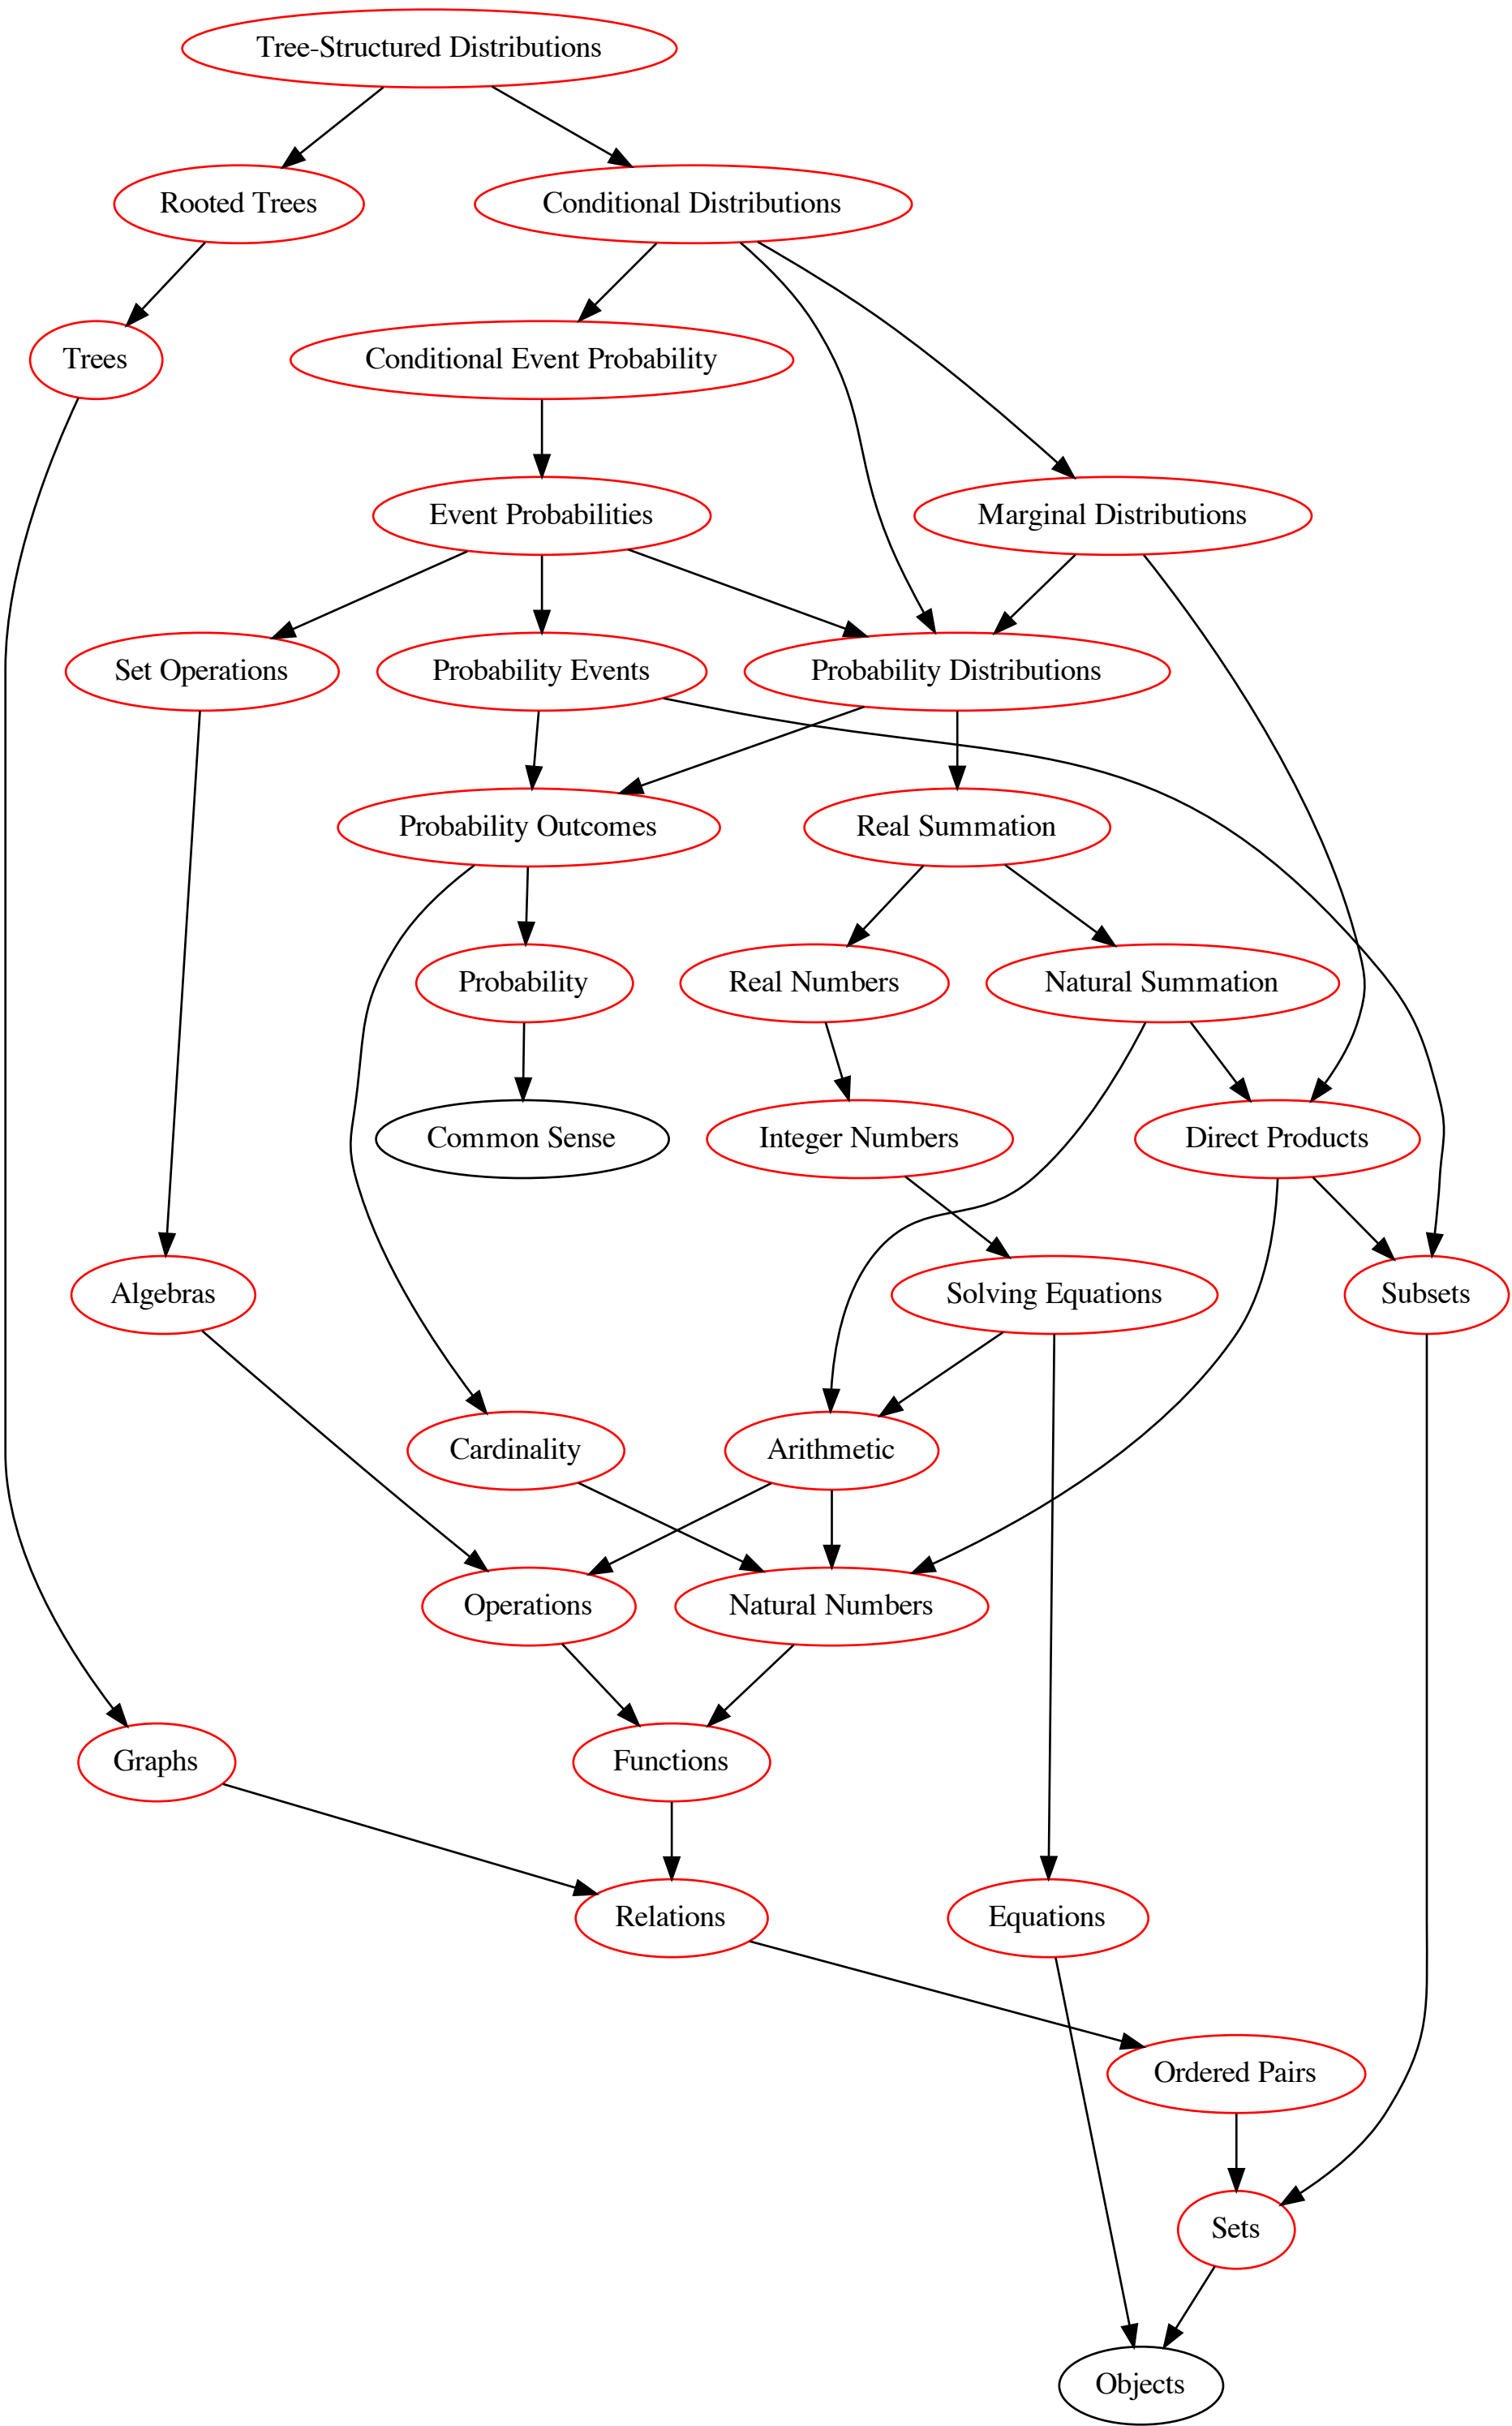 Tree-Structured Distributions
Rooted Trees
Conditional Distributions
Trees
Conditional Event Probability
Event Probabilities
Marginal Distributions
Set Operations
Probability Events
Probability Distributions
Probability Outcomes
Real Summation
Probability
Real Numbers
Natural Summation
Common Sense
Integer Numbers
Direct Products
Algebras
Solving Equations
Subsets
Cardinality
Arithmetic
Operations
Natural Numbers
Graphs
Functions
Relations
Equations
Ordered Pairs
Sets
Objects